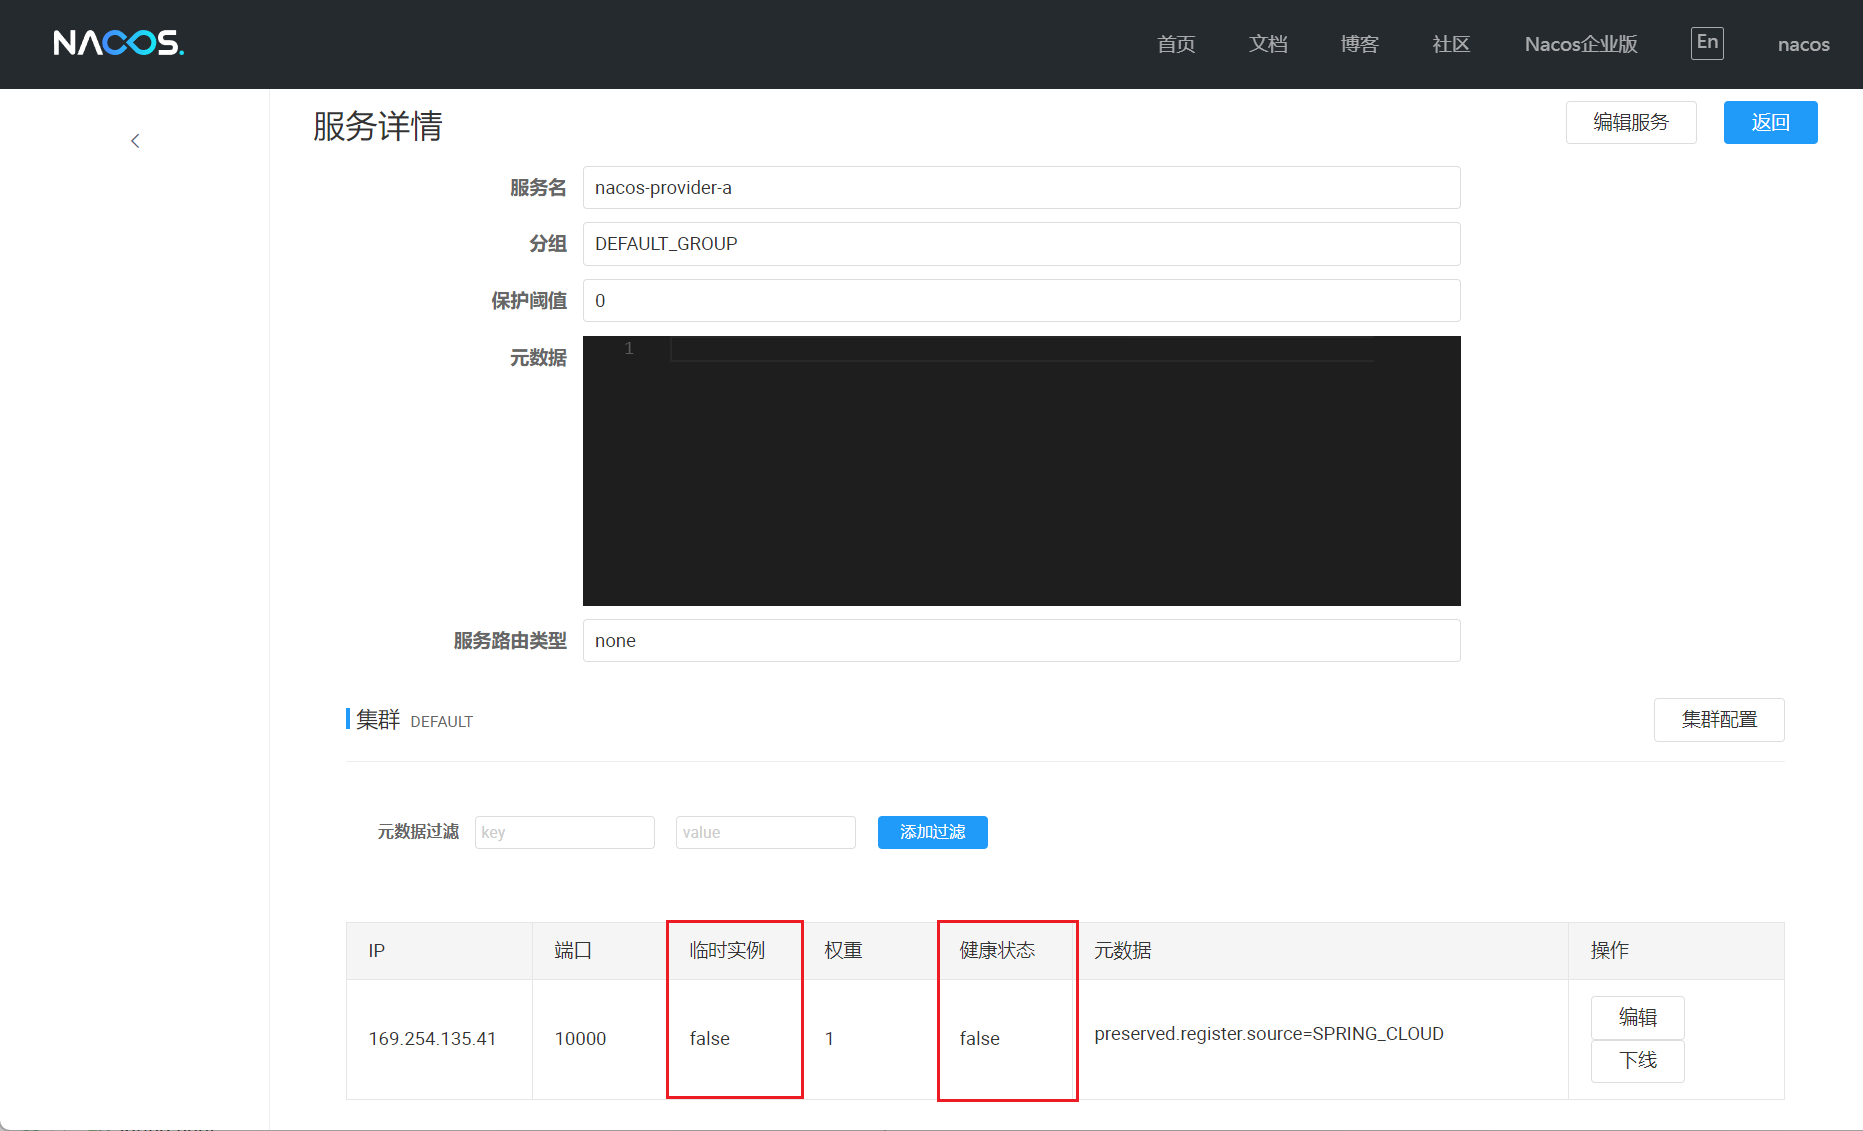 NACOS.
首页 文档 博客 社区 Nacos企业版 En nacos
服务详情 编辑服务 返回
服务名 nacos-provider-a
分组 DEFAULT_GROUP
保护阈值 0
元数据 1
服务路由类型 none
集群 DEFAULT 集群配置
元数据过滤 key value 添加过滤
IP 端口 临时实例 权重 健康状态 元数据 操作
169.254.135.41 10000 false 1 false preserved.register.source=SPRING_CLOUD 编辑
下线